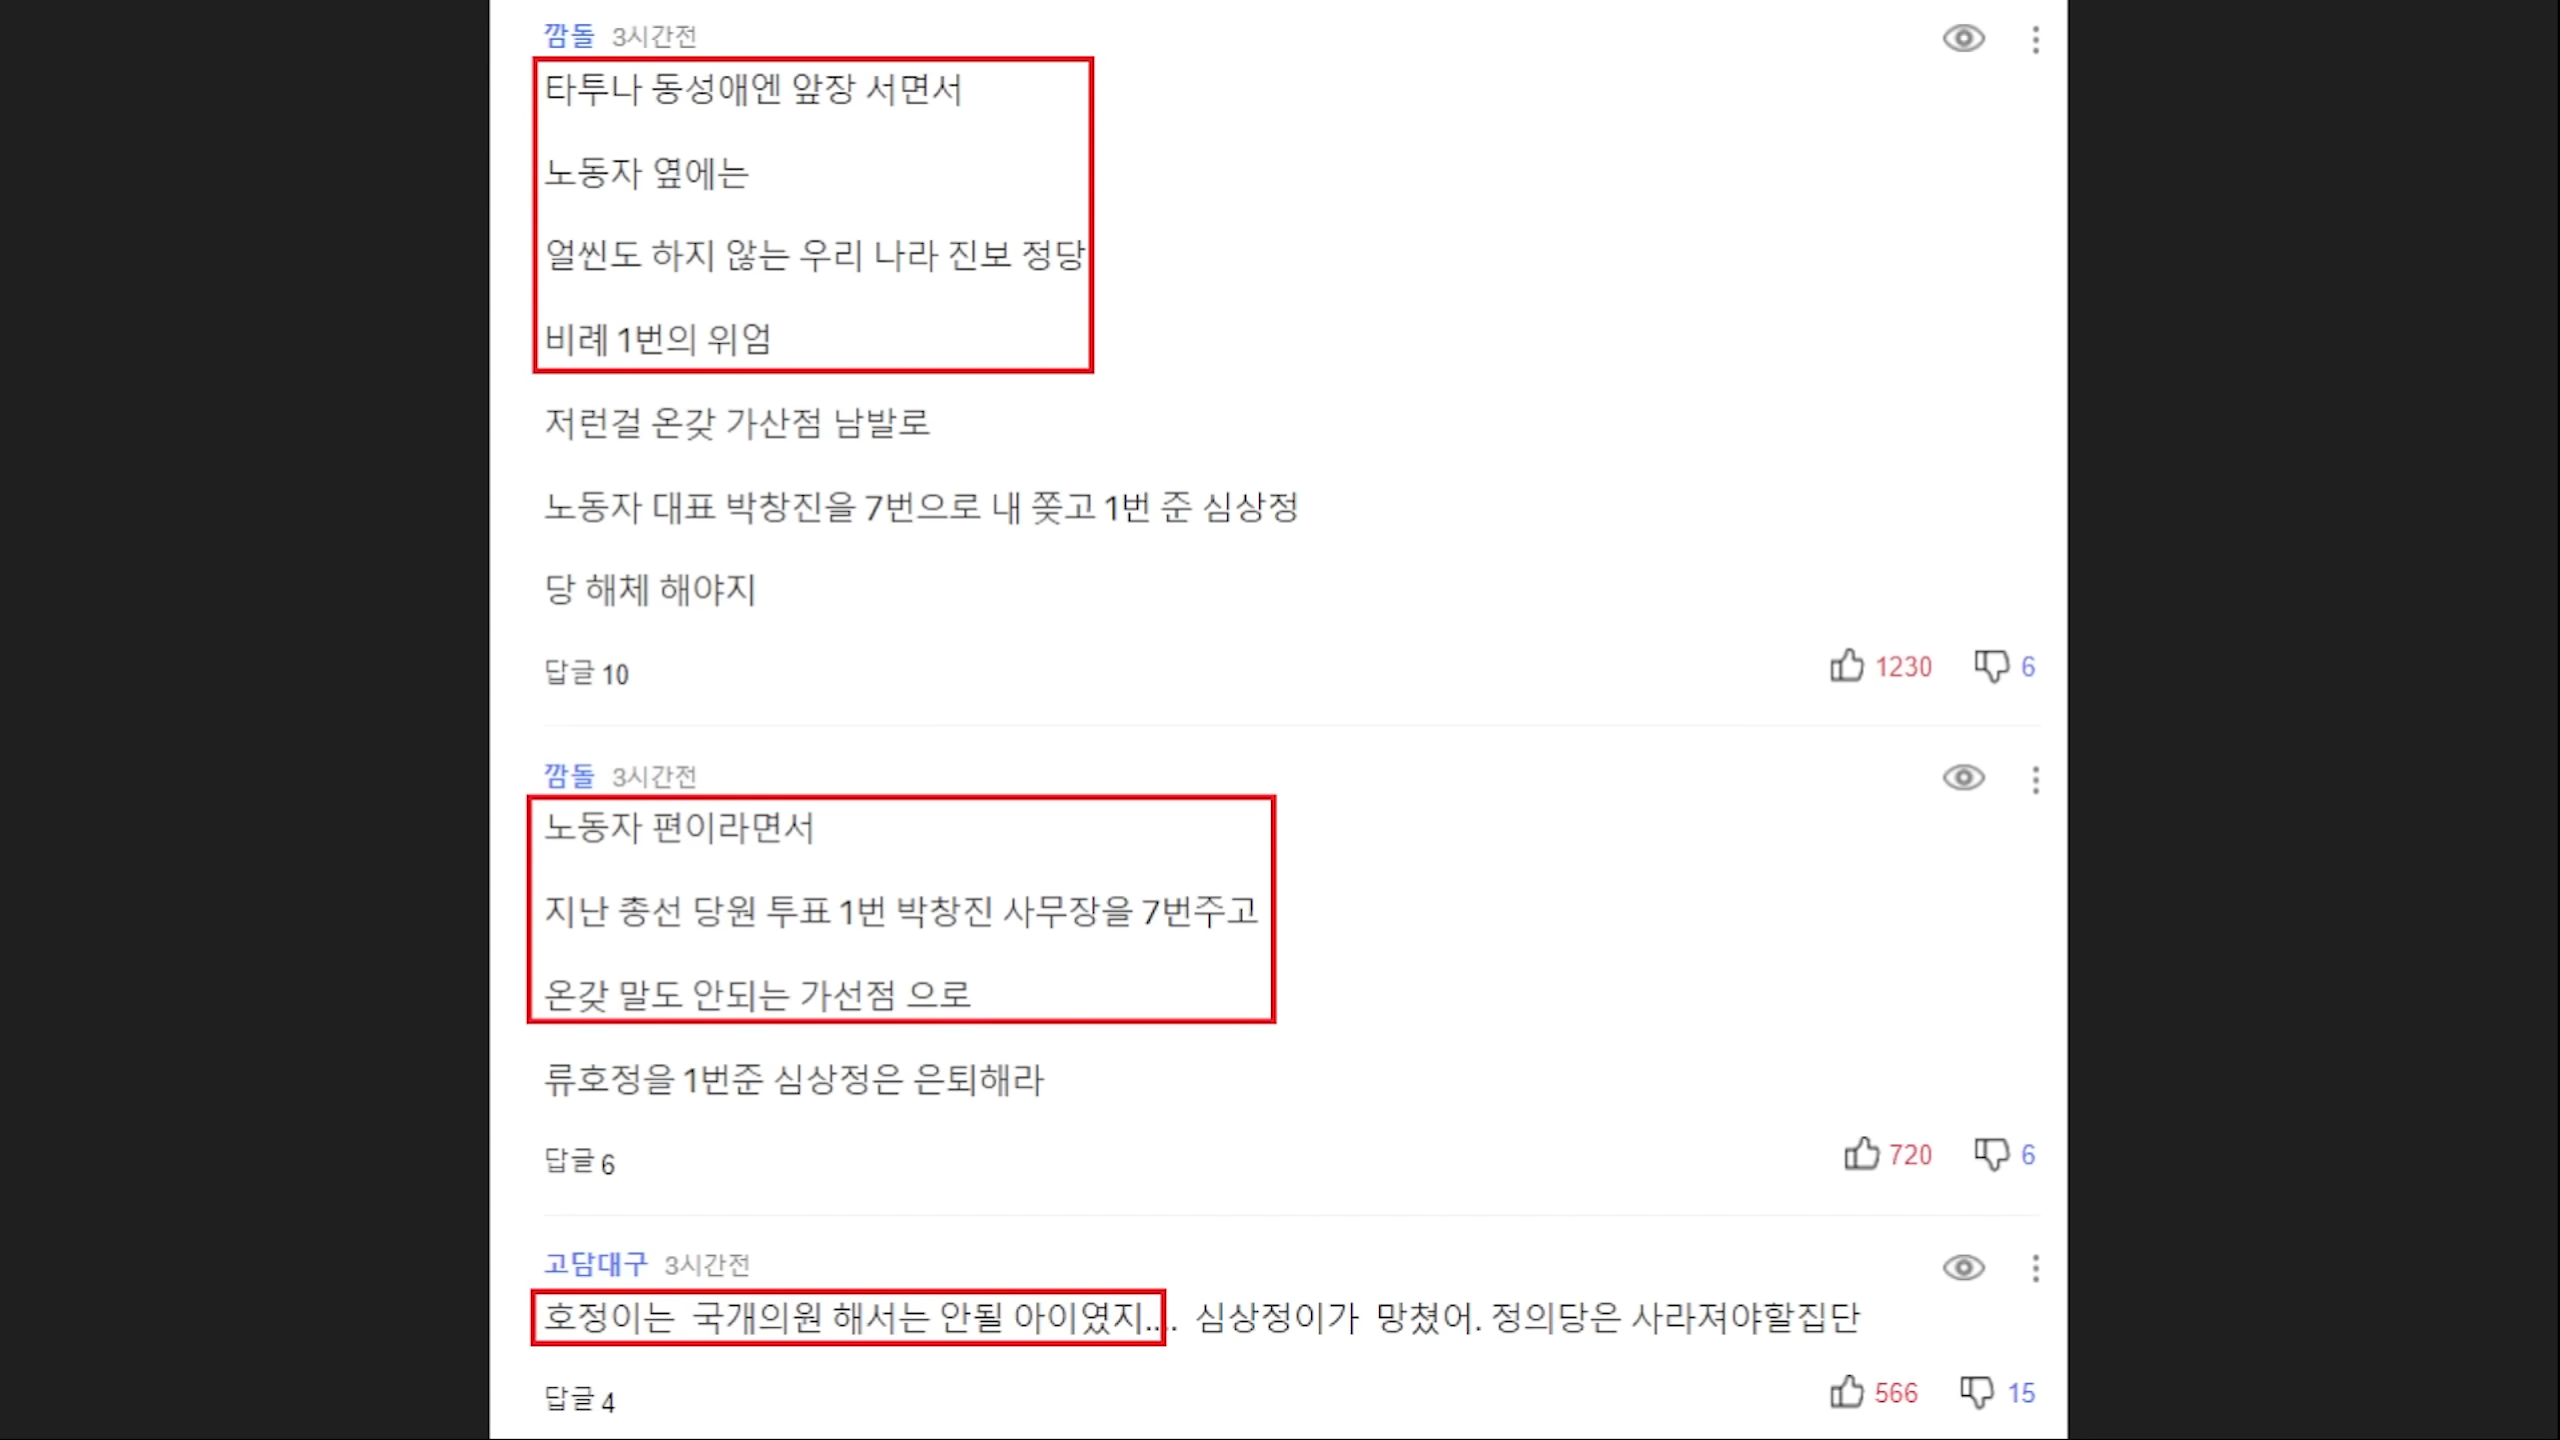 깜돌 3시간전
타투나 동성애엔 앞장 서면서
노동자 옆에는
얼씬도 하지 않는 우리 나라 진보 정당
비례 1번의 위엄
저런걸 온갖 가산점 남발로
노동자 대표 박창진을 7번으로 내 쫒고 1번 준 심상정
당 해체 해야지
답글 10 1230 6
깜돌 3시간전
노동자 편이라면서
지난 총선 당원 투표 1번 박창진 사무장을 7번주고
온갖 말도 안되는 가선점 으로
류호정을 1번준 심상정은 은퇴해라
답글 6 720 6
고담대구 3시간전
호정이는 국개의원 해서는 안될 아이였지.... 심상정이가 망쳤어. 정의당은 사라져야할집단
답글 4 566 15